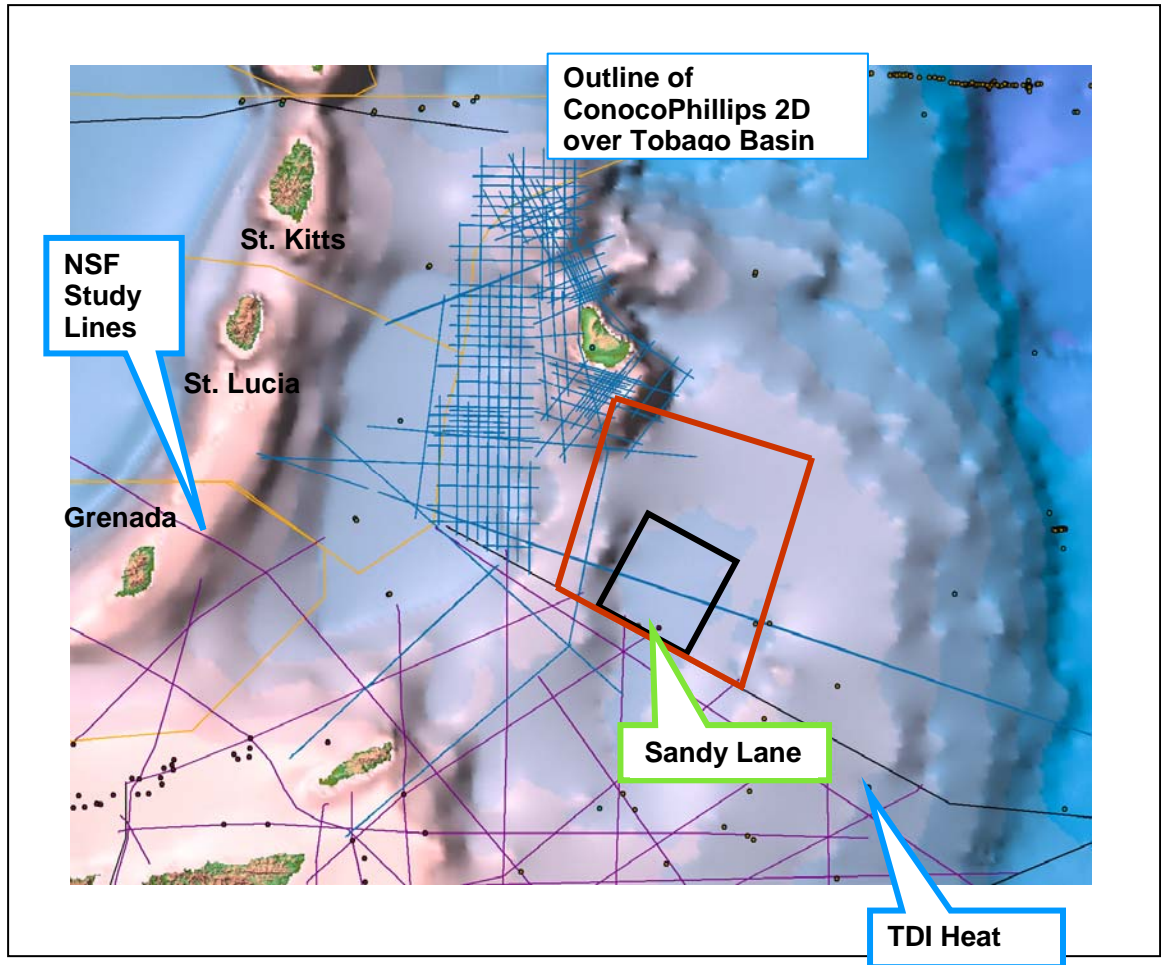 Outline of
ConocoPhillips 2D
over Tobago Basin
St. Kitts
NSF
Study
Lines
St. Lucia
Grenada
Sandy Lane
TDI Heat